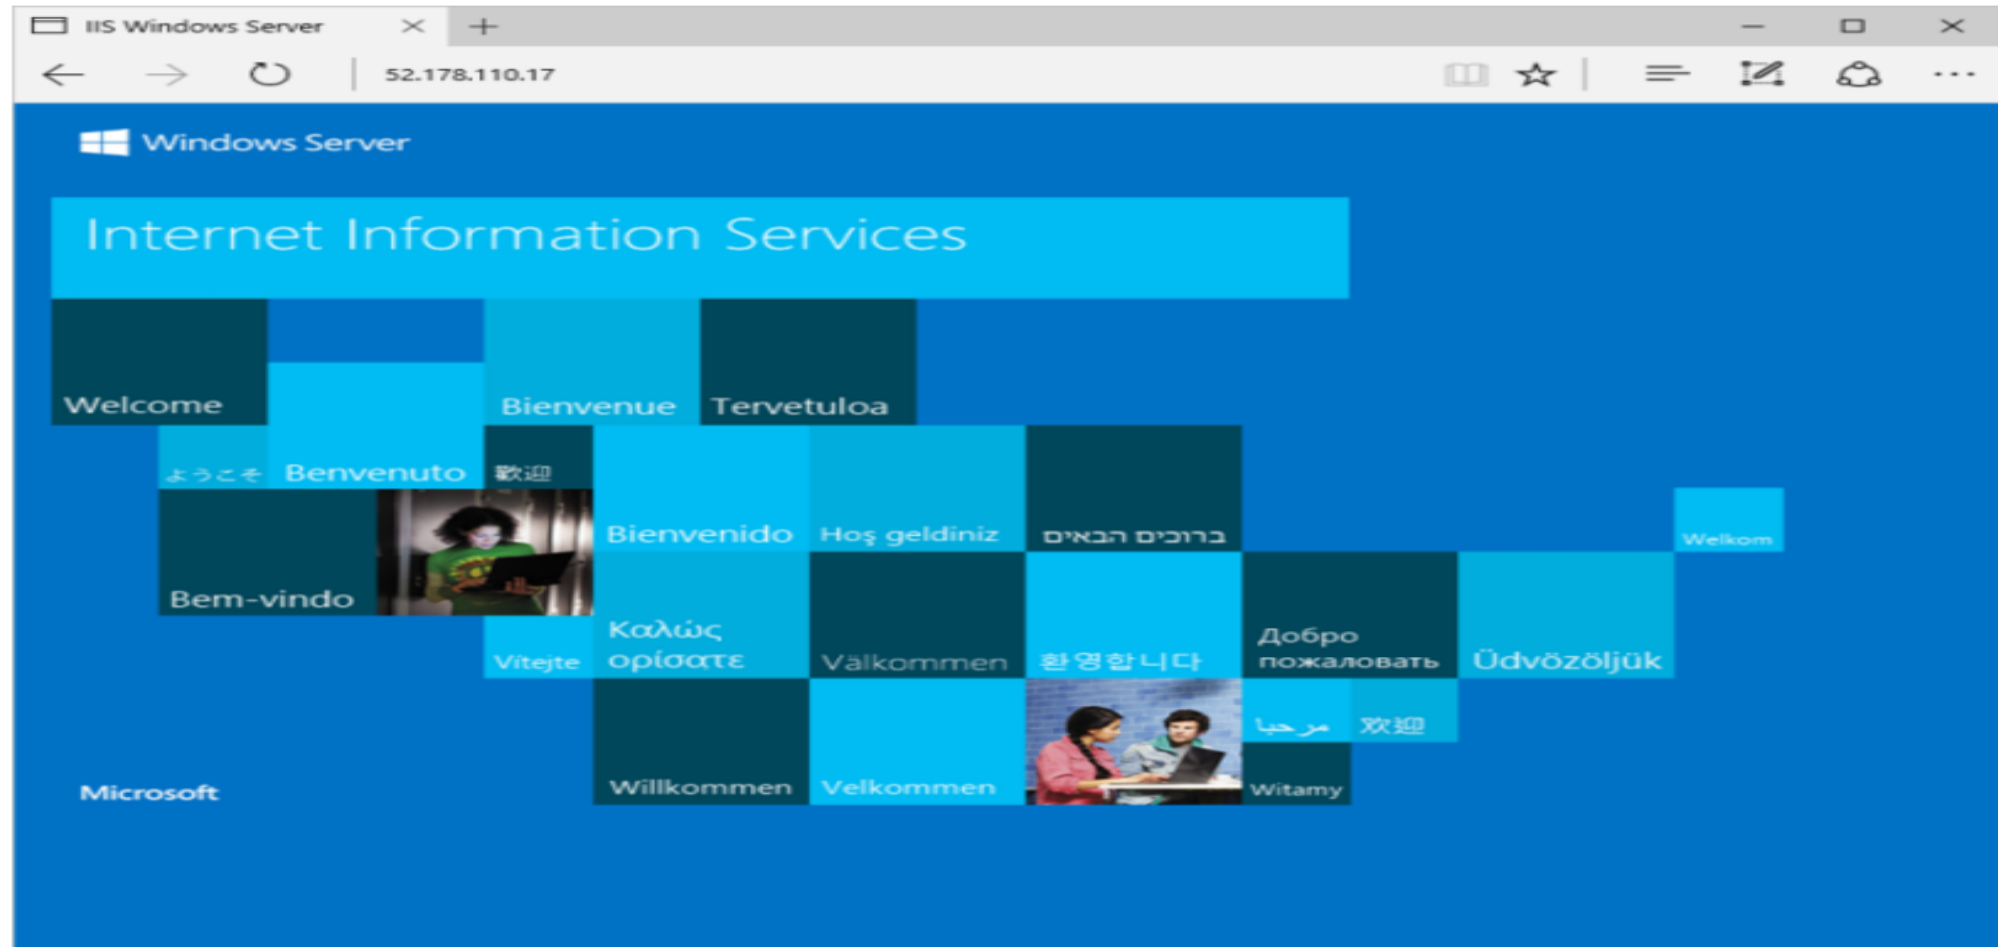 IIS Windows Server
52.178.110.17
Windows Server
Internet Information Services
Welcome
Bienvenue
Tervetuloa
ようこそ
Benvenuto
歡迎
Bienvenido
Hoş geldiniz
ברוכים הבאים
Welkom
Bem-vindo
Vítejte
Καλώς
ορίσατε
Välkommen
환영합니다
Добро
пожаловать
Üdvözöljük
Willkommen
Velkommen
مرحبا
欢迎
Witamy
Microsoft